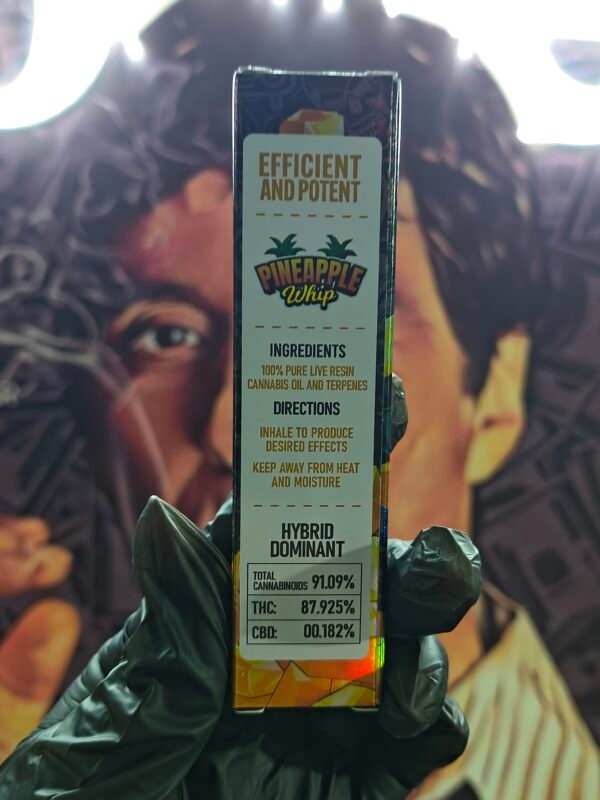 EFFICIENT
AND POTENT
PINEAPPLE
Whip
INGREDIENTS
100% PURE LIVE RESIN
CANNABIS OIL AND TERPENES
DIRECTIONS
INHALE TO PRODUCE
DESIRED EFFECTS
KEEP AWAY FROM HEAT
AND MOISTURE
HYBRID
DOMINANT
TOTAL
CANNABINOIDS 91.09%
THC: 87.925%
CBD: 00.182%